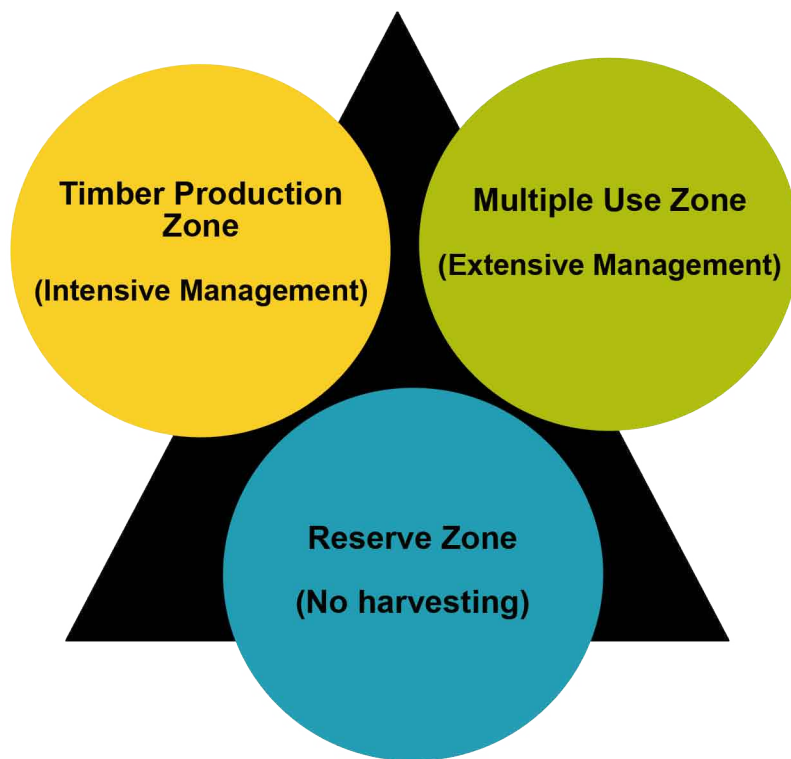 Timber Production
Zone
(Intensive Management)
Multiple Use Zone
(Extensive Management)
Reserve Zone
(No harvesting)